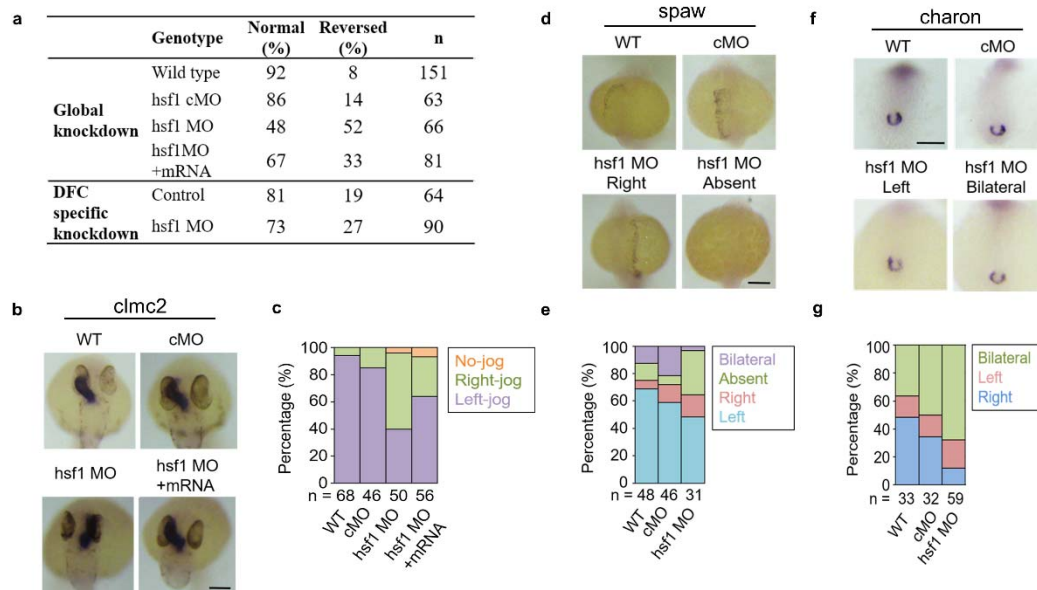 a
Genotype Normal (%) Reversed (%) n
Global knockdown
Wild type 92 8 151
hsf1 cMO 86 14 63
hsf1 MO 48 52 66
hsf1MO +mRNA 67 33 81
DFC specific knockdown
Control 81 19 64
hsf1 MO 73 27 90
b
clmc2
WT cMO
hsf1 MO hsf1 MO +mRNA
c
Percentage (%)
100
80
60
40
20
0
No-jog
Right-jog
Left-jog
n = 68 46 50 56
WT
cMO
hsf1 MO
hsf1 MO +mRNA
d
spaw
WT cMO
hsf1 MO Right
hsf1 MO Absent
e
Percentage (%)
100
80
60
40
20
0
Bilateral
Absent
Right
Left
n = 48 46 31
WT
cMO
hsf1 MO
f
charon
WT cMO
hsf1 MO Left
hsf1 MO Bilateral
g
Percentage (%)
100
80
60
40
20
0
Bilateral
Left
Right
n = 33 32 59
WT
cMO
hsf1 MO